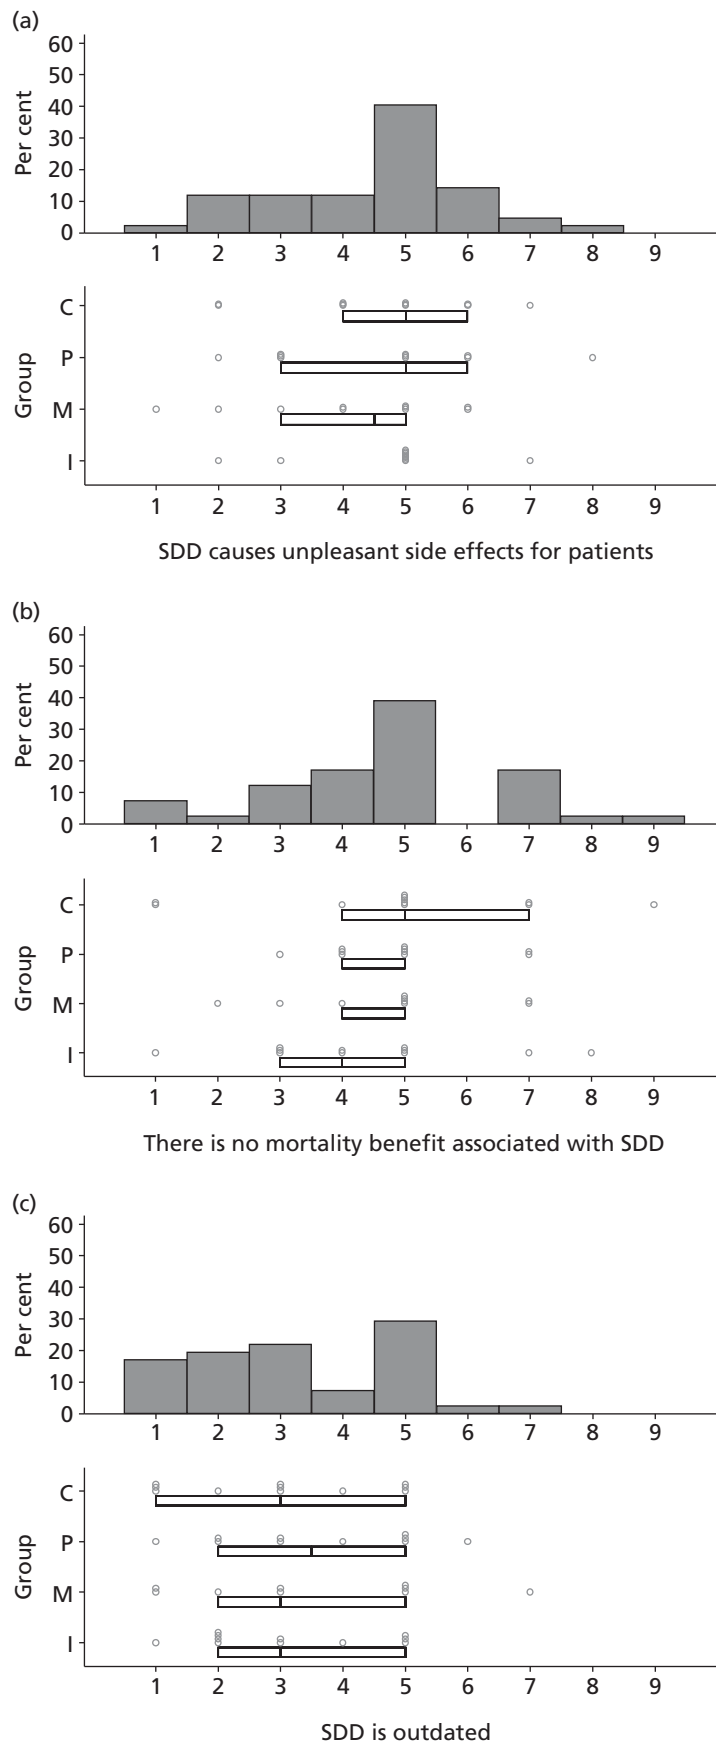 (a)
60
50
40
30
20
10
0
Per cent
1 2 3 4 5 6 7 8 9
C
P
M
I
Group
1 2 3 4 5 6 7 8 9
SDD causes unpleasant side effects for patients
(b)
60
50
40
30
20
10
0
Per cent
1 2 3 4 5 6 7 8 9
C
P
M
I
Group
1 2 3 4 5 6 7 8 9
There is no mortality benefit associated with SDD
(c)
60
50
40
30
20
10
0
Per cent
1 2 3 4 5 6 7 8 9
C
P
M
I
Group
1 2 3 4 5 6 7 8 9
SDD is outdated